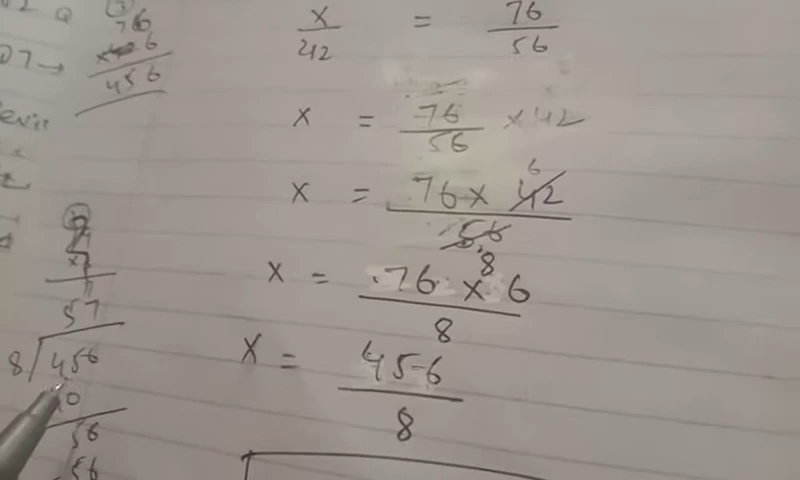 x/42 = 76/56
x = 76/56 × 42
x = 76 × 42/56
6
8
x = 76 × 6/8
x = 456/8
76
× 6
456
57
8 456
40
56
56